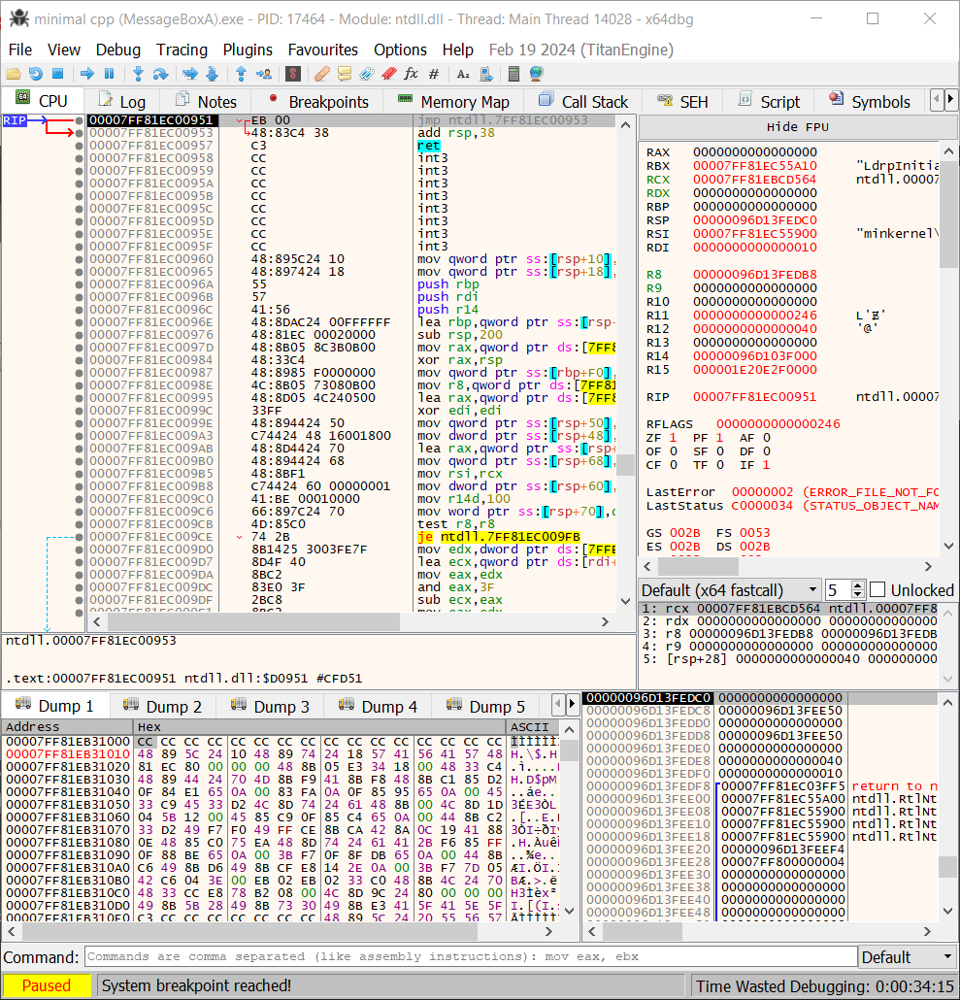 minimal cpp (MessageBoxA).exe - PID: 17464 - Module: ntdll.dll - Thread: Main Thread 14028 - x64dbg
File View Debug Tracing Plugins Favourites Options Help Feb 19 2024 (TitanEngine)
CPU Log Notes Breakpoints Memory Map Call Stack SEH Script Symbols
RIP
00007FF81EC00951 EB 00 jmp ntdll.7FF81EC00953
00007FF81EC00953 48:83C4 38 add rsp,38
00007FF81EC00957 C3 ret
00007FF81EC00958 CC int3
00007FF81EC00959 CC int3
00007FF81EC0095A CC int3
00007FF81EC0095B CC int3
00007FF81EC0095C CC int3
00007FF81EC0095D CC int3
00007FF81EC0095E CC int3
00007FF81EC0095F CC int3
00007FF81EC00960 48:895C24 10 mov qword ptr ss:[rsp+10],
00007FF81EC00965 48:897424 18 mov qword ptr ss:[rsp+18],
00007FF81EC0096A 55 push rbp
00007FF81EC0096B 57 push rdi
00007FF81EC0096C 41:56 push r14
00007FF81EC0096E 48:8DAC24 00FFFFFF lea rbp,qword ptr ss:[rsp-
00007FF81EC00976 48:81EC 00020000 sub rsp,200
00007FF81EC0097D 48:8B05 8C3B0B00 mov rax,qword ptr ds:[7FF8
00007FF81EC00984 48:33C4 xor rax,rsp
00007FF81EC00987 48:8985 F0000000 mov qword ptr ss:[rbp+F0],
00007FF81EC0098E 4C:8B05 73080B00 mov r8,qword ptr ds:[7FF81
00007FF81EC00995 48:8D05 4C240500 lea rax,qword ptr ds:[7FF8
00007FF81EC0099C 33FF xor edi,edi
00007FF81EC0099E 48:894424 50 mov qword ptr ss:[rsp+50],
00007FF81EC009A3 C74424 48 16001800 mov dword ptr ss:[rsp+48],
00007FF81EC009AB 48:8D4424 70 lea rax,qword ptr ss:[rsp+
00007FF81EC009B0 48:894424 68 mov qword ptr ss:[rsp+68],
00007FF81EC009B5 48:8BF1 mov rsi,rcx
00007FF81EC009B8 C74424 60 00000001 mov dword ptr ss:[rsp+60],
00007FF81EC009C0 41:BE 00010000 mov r14d,100
00007FF81EC009C6 66:897C24 70 mov word ptr ss:[rsp+70],
00007FF81EC009CB 4D:85C0 test r8,r8
00007FF81EC009CE 74 2B je ntdll.7FF81EC009FB
00007FF81EC009D0 8B1425 3003FE7F mov edx,dword ptr ds:[7FFE
00007FF81EC009D7 8D4F 40 lea ecx,qword ptr ds:[rdi+
00007FF81EC009DA 8BC2 mov eax,edx
00007FF81EC009DC 83E0 3F and eax,3F
00007FF81EC009DF 2BC8 sub ecx,eax
ntdll.00007FF81EC00953
.text:00007FF81EC00951 ntdll.dll:$D0951 #CFD51
Hide FPU
RAX 0000000000000000
RBX 00007FF81EC55A10 "LdrpInitia
RCX 00007FF81EBCD564 ntdll.00007
RDX 0000000000000000
RBP 0000000000000000
RSP 00000096D13FEDC0
RSI 00007FF81EC55900 "minkernel\
RDI 0000000000000010
R8 00000096D13FEDB8
R9 0000000000000000
R10 0000000000000000
R11 0000000000000246
R12 0000000000000040 '@'
R13 0000000000000000
R14 00000096D103F000
R15 000001E20E2F0000
RIP 00007FF81EC00951 ntdll.00007
RFLAGS 0000000000000246
ZF 1 PF 1 AF 0
OF 0 SF 0 DF 0
CF 0 TF 0 IF 1
LastError 00000002 (ERROR_FILE_NOT_FO
LastStatus C0000034 (STATUS_OBJECT_NAM
GS 002B FS 0053
ES 002B DS 002B
Default (x64 fastcall) 5 Unlocked
1: rcx 00007FF81EBCD564 ntdll.00007FF8
2: rdx 0000000000000000 000000000000
3: r8 00000096D13FEDB8 00000096D13FEDB
4: r9 0000000000000000 0000000000000
5: [rsp+28] 0000000000000040 000000000
Dump 1 Dump 2 Dump 3 Dump 4 Dump 5
Address Hex ASCII
00007FF81EB31000 CC CC CC CC CC CC CC CC CC CC CC CC CC CC CC CC ÌÌÌÌÌÌÌ
00007FF81EB31010 48 89 5C 24 10 48 89 74 24 18 57 41 56 41 57 48 H.\$.H
00007FF81EB31020 81 EC 80 00 00 00 48 8B 05 E3 34 18 00 48 33 C4
00007FF81EB31030 48 89 44 24 70 4D 8B F9 41 8B F8 48 8B C1 85 D2 H.D$pM
00007FF81EB31040 0F 84 E1 65 0A 00 83 FA 0A 0F 85 95 65 0A 00 45
00007FF81EB31050 33 C9 45 33 D2 4C 8D 74 24 61 48 8B 00 4C 8D 1D 3ÉE3ÒL
00007FF81EB31060 04 5B 12 00 45 85 C9 0F 85 C4 65 0A 00 44 8B C2
00007FF81EB31070 33 D2 49 F7 F0 49 FF CE 8B CA 42 8A 0C 19 41 88
00007FF81EB31080 0E 48 85 C0 75 EA 48 8D 74 24 61 41 2B F6 85 FF
00007FF81EB31090 0F 88 BE 65 0A 00 3B F7 0F 8F DB 65 0A 00 44 8B
00007FF81EB310A0 C6 49 8B D6 49 8B CF E8 14 2E 0A 00 3B F7 7D 05
00007FF81EB310B0 42 C6 04 3E 00 EB 02 EB 02 33 C0 48 8B 4C 24 70
00007FF81EB310C0 48 33 CC E8 78 B2 08 00 4C 8D 9C 24 80 00 00 00
00007FF81EB310D0 49 8B 5B 28 49 8B 73 30 49 8B E3 41 5F 41 5E 5F
00007FF81EB310E0 C3 CC CC CC CC CC CC CC 48 89 5C 24 20 55 56 57
00000096D13FEDC0 0000000000000000
00000096D13FEDC8 00000096D13FEE50
00000096D13FEDD0 0000000000000000
00000096D13FEDD8 00000096D13FEE50
00000096D13FEDE0 0000000000000000
00000096D13FEDE8 0000000000000040
00000096D13FEDF0 0000000000000010
00000096D13FEDF8 00007FF81EC03FF5 return to n
00000096D13FEE00 00007FF81EC55A00 ntdll.RtlNt
00000096D13FEE08 00007FF81EC55900 ntdll.RtlNt
00000096D13FEE10 00007FF81EC55900 ntdll.RtlNt
00000096D13FEE18 00007FF81EC55900 ntdll.RtlNt
00000096D13FEE20 00000096D13FEEF4
00000096D13FEE28 00007FF800000004
00000096D13FEE30 0000000000000000
00000096D13FEE38 0000000000000000
00000096D13FEE40 0000000000000000
00000096D13FEE48 0000000000000000
Command: Commands are comma separated (like assembly instructions): mov eax, ebx Default
Paused System breakpoint reached! Time Wasted Debugging: 0:00:34:15